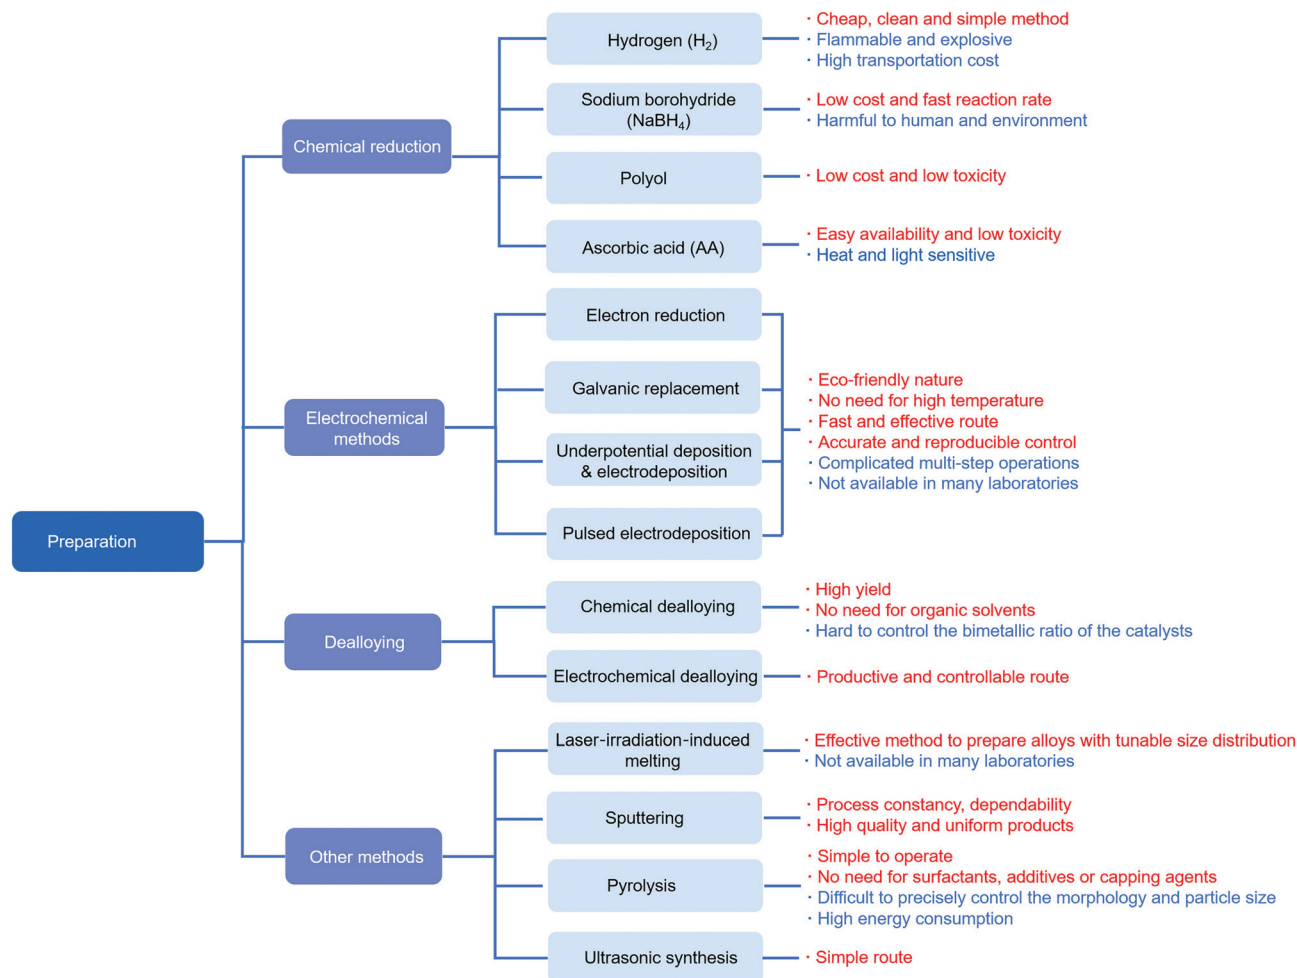 Preparation
Chemical reduction
Hydrogen (H₂)
· Cheap, clean and simple method
· Flammable and explosive
· High transportation cost
Sodium borohydride
(NaBH₄)
· Low cost and fast reaction rate
· Harmful to human and environment
Polyol
· Low cost and low toxicity
Ascorbic acid (AA)
· Easy availability and low toxicity
· Heat and light sensitive
Electrochemical
methods
Electron reduction
Galvanic replacement
Underpotential deposition
& electrodeposition
Pulsed electrodeposition
· Eco-friendly nature
· No need for high temperature
· Fast and effective route
· Accurate and reproducible control
· Complicated multi-step operations
· Not available in many laboratories
Dealloying
Chemical dealloying
· High yield
· No need for organic solvents
· Hard to control the bimetallic ratio of the catalysts
Electrochemical dealloying
· Productive and controllable route
Other methods
Laser-irradiation-induced
melting
· Effective method to prepare alloys with tunable size distribution
· Not available in many laboratories
Sputtering
· Process constancy, dependability
· High quality and uniform products
Pyrolysis
· Simple to operate
· No need for surfactants, additives or capping agents
· Difficult to precisely control the morphology and particle size
· High energy consumption
Ultrasonic synthesis
· Simple route